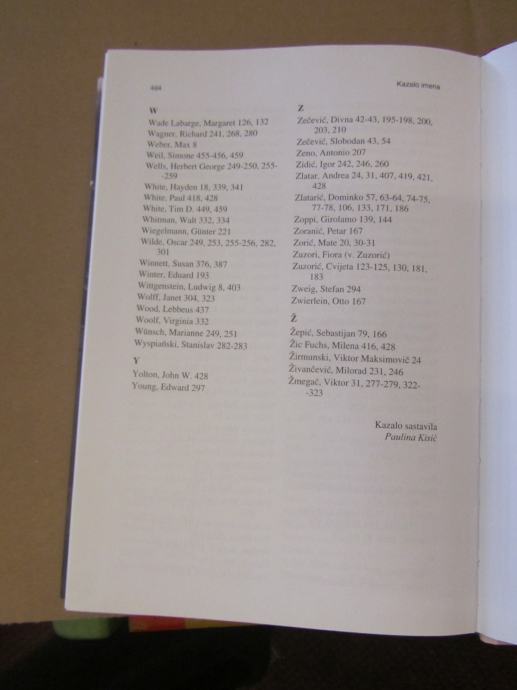 484
Kazalo imena
W
Wade Labarge, Margaret 126, 132
Wagner, Richard 241, 268, 280
Weber, Max 8
Weil, Simone 455-456, 459
Wells, Herbert George 249-250, 255-
-259
White, Hayden 18, 339, 341
White, Paul 418, 428
White, Tim D. 449, 459
Whitman, Walt 332, 334
Wiegelmann, Günter 221
Wilde, Oscar 249, 253, 255-256, 282,
301
Winnett, Susan 376, 387
Winter, Eduard 193
Wittgenstein, Ludwig 8, 403
Wolff, Janet 304, 323
Wood, Lebbeus 437
Woolf, Virginia 332
Wünsch, Marianne 249, 251
Wyspiański, Stanislav 282-283
Y
Yolton, John W. 428
Young, Edward 297
Z
Zečević, Divna 42-43, 195-198, 200,
203, 210
Zečević, Slobodan 43, 54
Zeno, Antonio 207
Zidić, Igor 242, 246, 260
Zlatar, Andrea 24, 31, 407, 419, 421,
428
Zlatarić, Dominko 57, 63-64, 74-75,
77-78, 106, 133, 171, 186
Zoppi, Girolamo 139, 144
Zoranić, Petar 167
Zorić, Mate 20, 30-31
Zuzori, Fiora (v. Zuzorić)
Zuzorić, Cvijeta 123-125, 130, 181,
183
Zweig, Stefan 294
Zwierlein, Otto 167
Ž
Žepić, Sebastijan 79, 166
Žic Fuchs, Milena 416, 428
Žirmunski, Viktor Maksimovič 24
Živančević, Milorad 231, 246
Žmegač, Viktor 31, 277-279, 322-
-323
Kazalo sastavila
Paulina Kisić